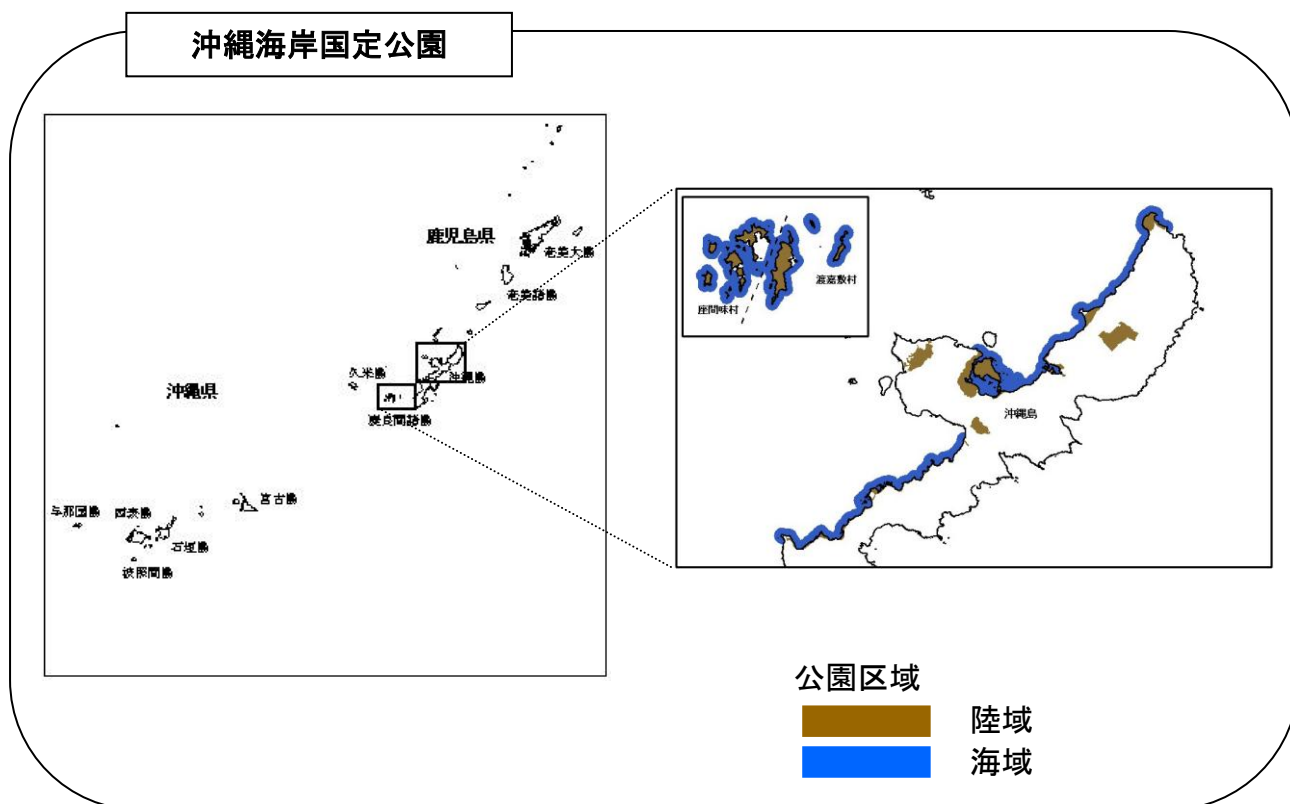 沖縄海岸国定公園
鹿児島県
奄美大島
奄美諸島
久米島
沖縄島
沖縄県
慶良間諸島
宮古島
与那国島
西表島
石垣島
波照間島
渡嘉敷村
座間味村
沖縄島
公園区域
陸域
海域